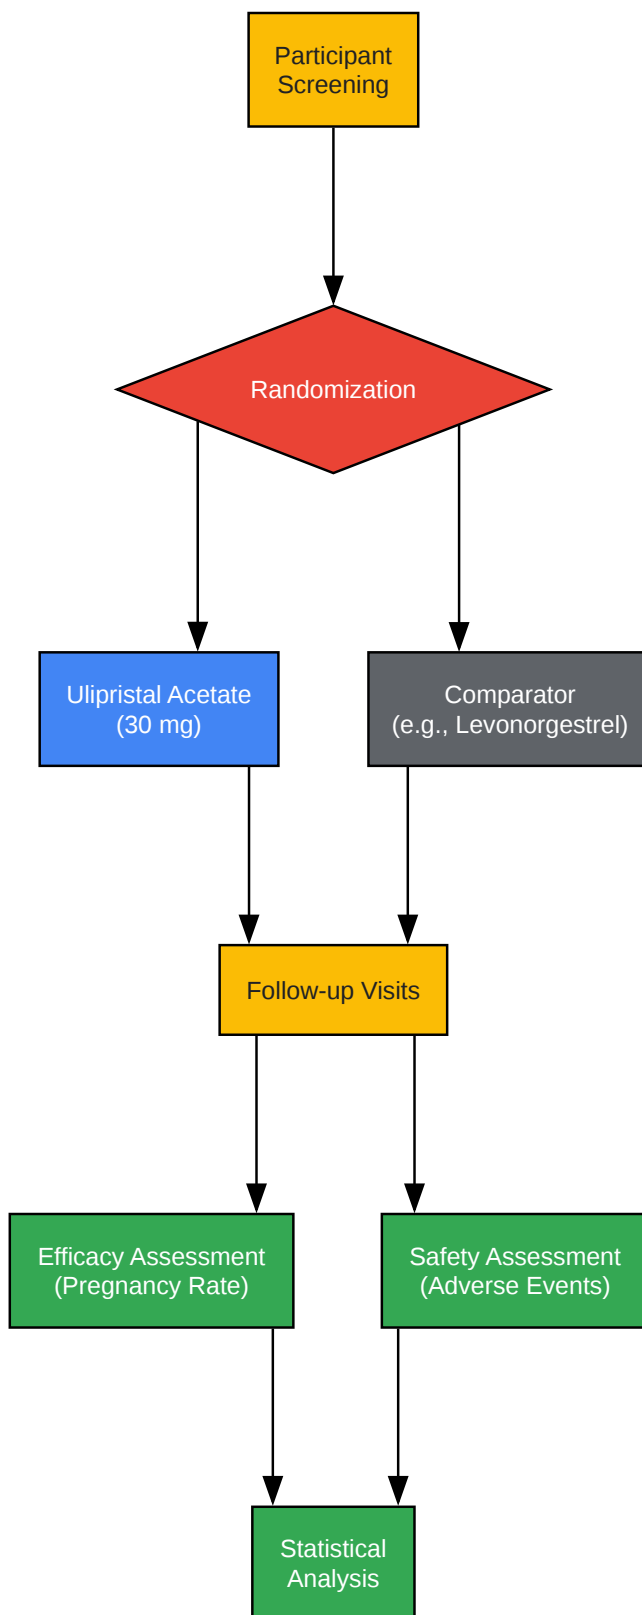 Participant
Screening
Randomization
Ulipristal Acetate
(30 mg)
Comparator
(e.g., Levonorgestrel)
Follow-up Visits
Efficacy Assessment
(Pregnancy Rate)
Safety Assessment
(Adverse Events)
Statistical
Analysis